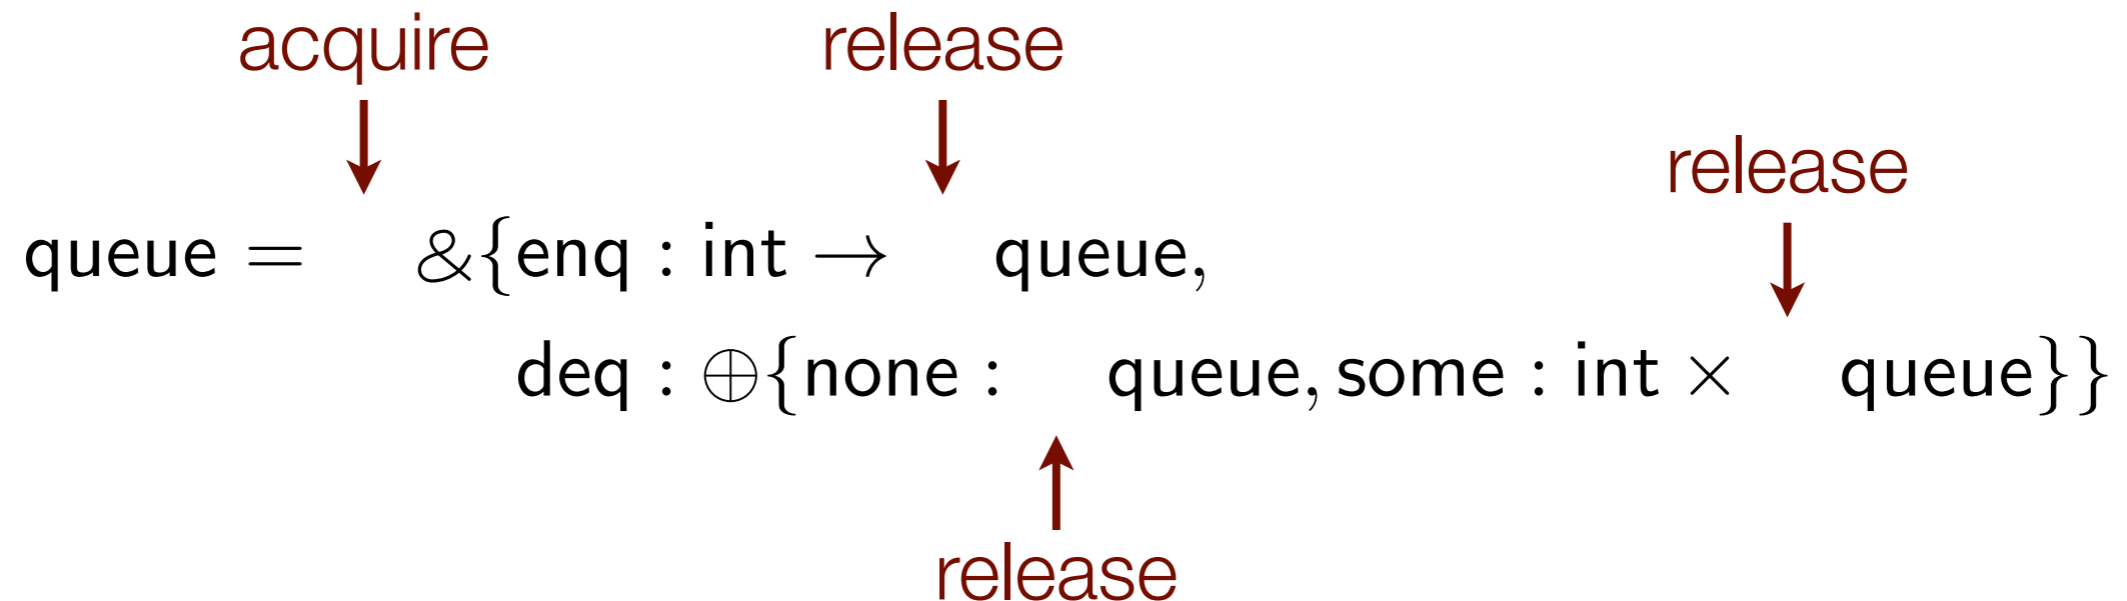 acquire release
release
queue = &{enq : int → queue,
deq : ⊕{none : queue, some : int × queue}}
release